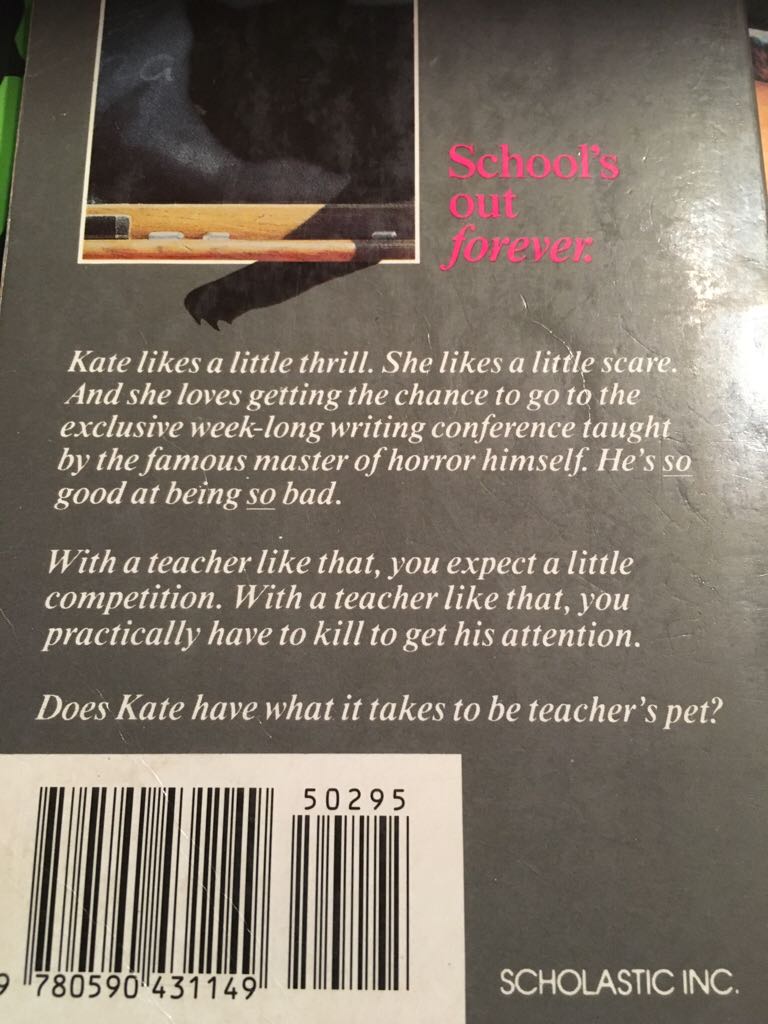 School's
out
forever.
Kate likes a little thrill. She likes a little scare.
And she loves getting the chance to go to the
exclusive week-long writing conference taught
by the famous master of horror himself. He's so
good at being so bad.
With a teacher like that, you expect a little
competition. With a teacher like that, you
practically have to kill to get his attention.
Does Kate have what it takes to be teacher's pet?
50295
9 780590 431149
SCHOLASTIC INC.